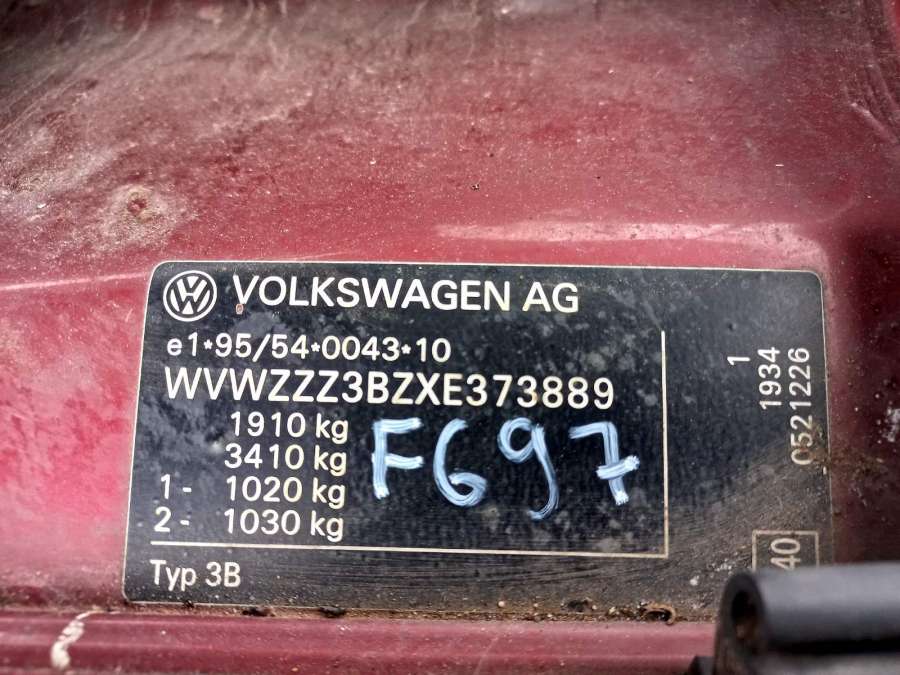 VOLKSWAGEN AG
e1*95/54*0043*10
WVWZZZ3BZXE373889
1910 kg
3410 kg
1- 1020 kg
2- 1030 kg
F697
Typ 3B
1
1934
0521226
40